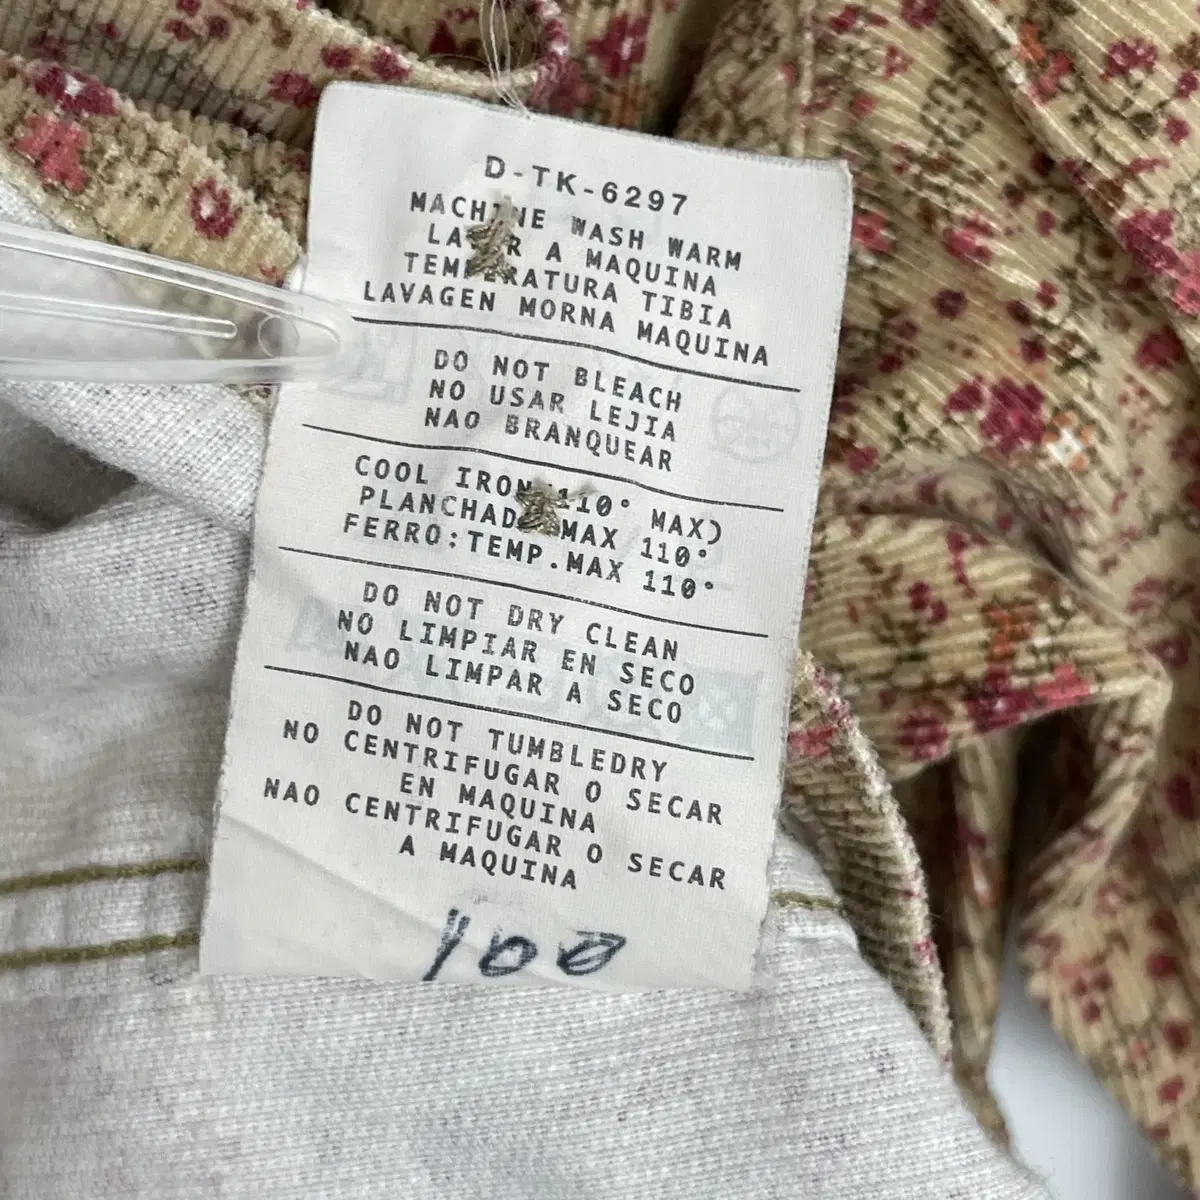 D-TK-6297
MACHINE WASH WARM
LAVAR A MAQUINA
TEMPERATURA TIBIA
LAVAGEN MORNA MAQUINA
DO NOT BLEACH
NO USAR LEJIA
NAO BRANQUEAR
COOL IRON (110° MAX)
PLANCHADO MAX 110°
FERRO:TEMP.MAX 110°
DO NOT DRY CLEAN
NO LIMPIAR EN SECO
NAO LIMPAR A SECO
DO NOT TUMBLEDRY
NO CENTRIFUGAR O SECAR
EN MAQUINA
NAO CENTRIFUGAR O SECAR
A MAQUINA
100